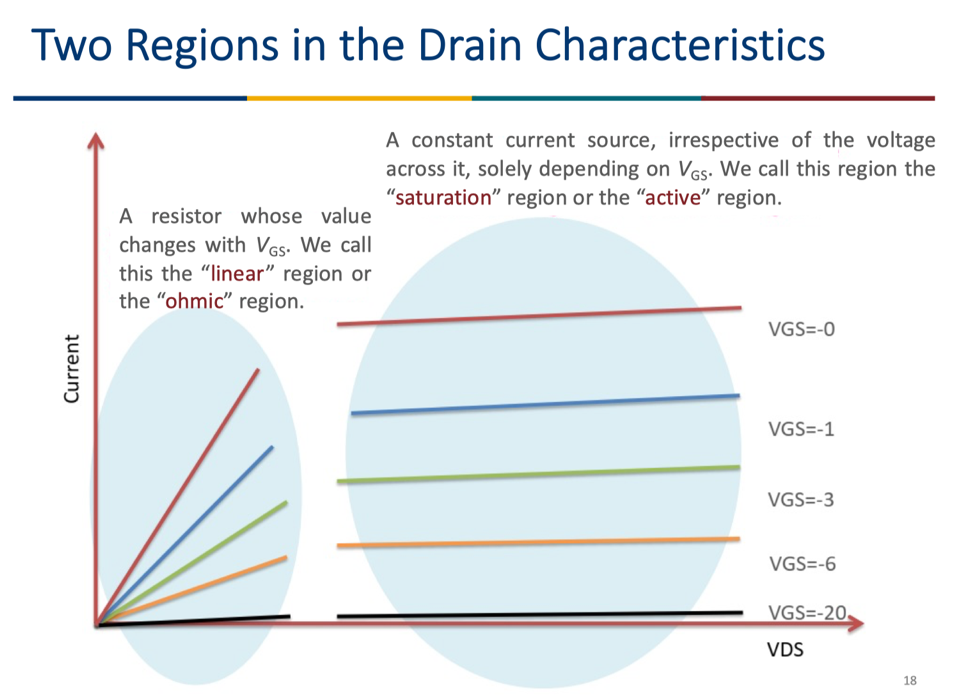 Two Regions in the Drain Characteristics
A constant current source, irrespective of the voltage
across it, solely depending on VGS. We call this region the
“saturation” region or the “active” region.
A resistor whose value
changes with VGS. We call
this the “linear” region or
the “ohmic” region.
Current
VGS=-0
VGS=-1
VGS=-3
VGS=-6
VGS=-20
VDS
18